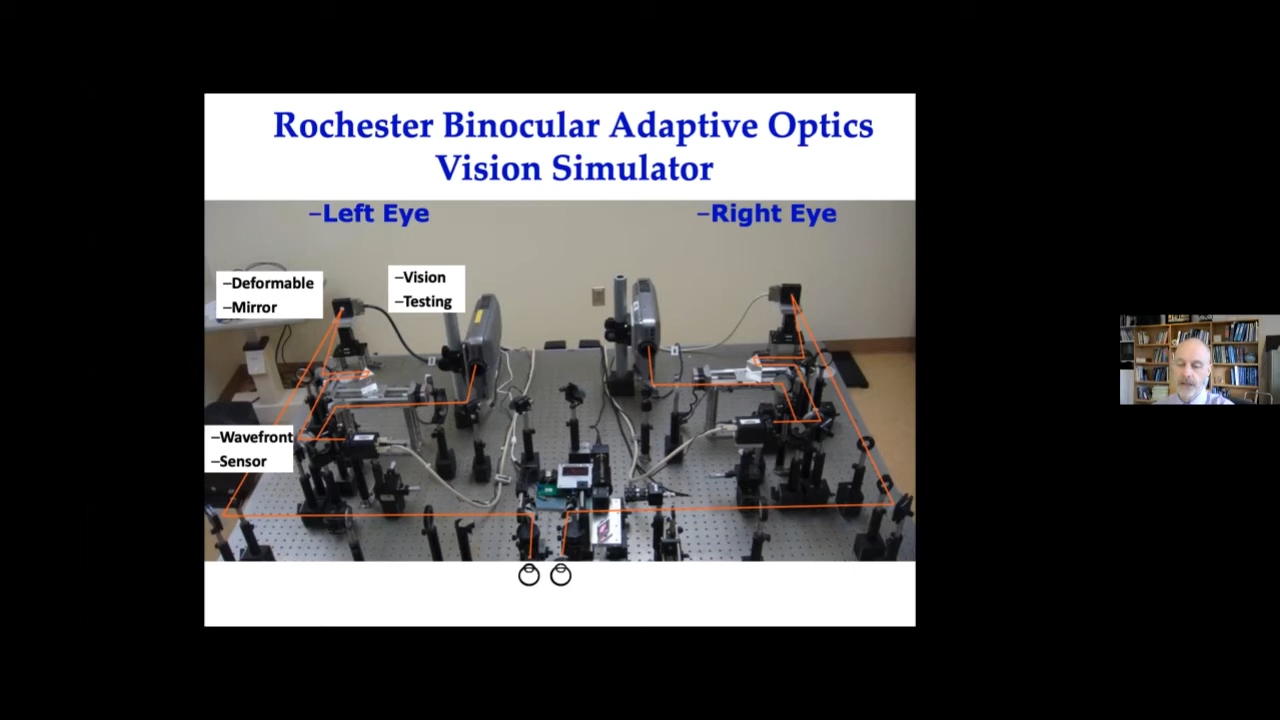 Rochester Binocular Adaptive Optics
Vision Simulator
–Left Eye
–Right Eye
–Deformable
–Mirror
–Vision
–Testing
–Wavefront
–Sensor